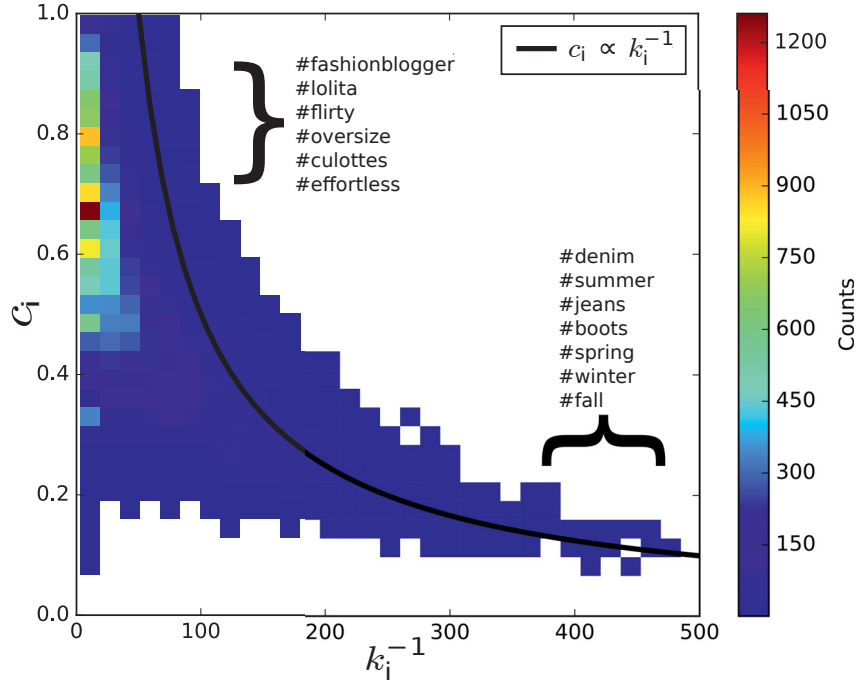 c_i ∝ k_i^{-1}
#fashionblogger
#lolita
#flirty
#oversize
#culottes
#effortless
#denim
#summer
#jeans
#boots
#spring
#winter
#fall
1.0
0.8
0.6
0.4
0.2
0.0
c_i
0
100
200
300
400
500
k_i^{-1}
1200
1050
900
750
600
450
300
150
Counts